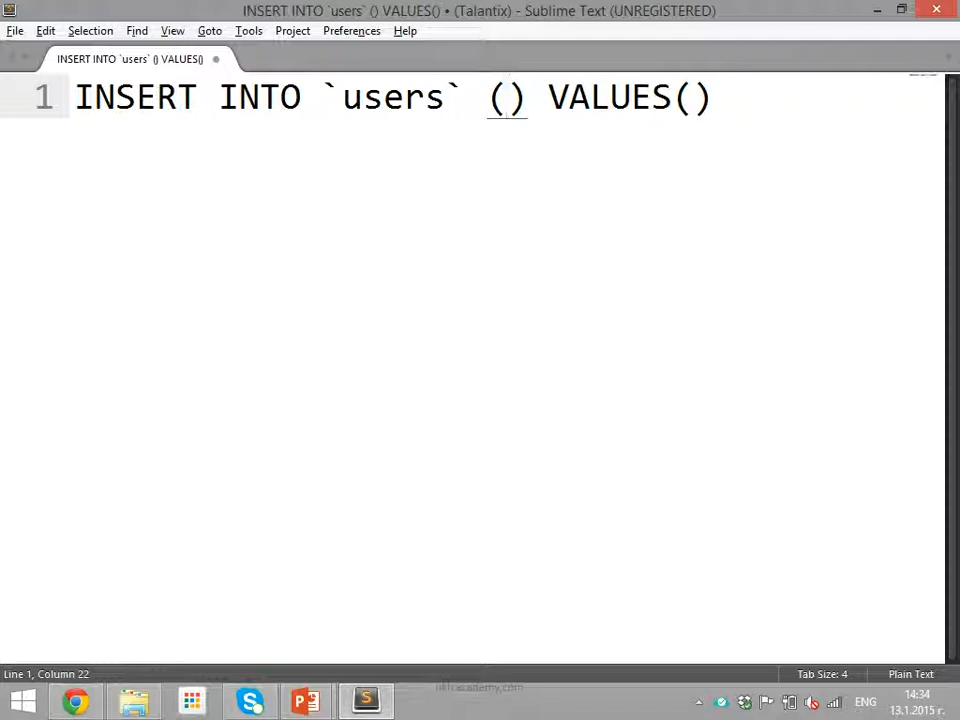 INSERT INTO `users` () VALUES() • (Talantix) - Sublime Text (UNREGISTERED)
File Edit Selection Find View Goto Tools Project Preferences Help
INSERT INTO `users` () VALUES()
1 INSERT INTO `users` () VALUES()
Line 1, Column 22
Tab Size: 4
Plain Text
ENG
14:34
13.1.2015 г.